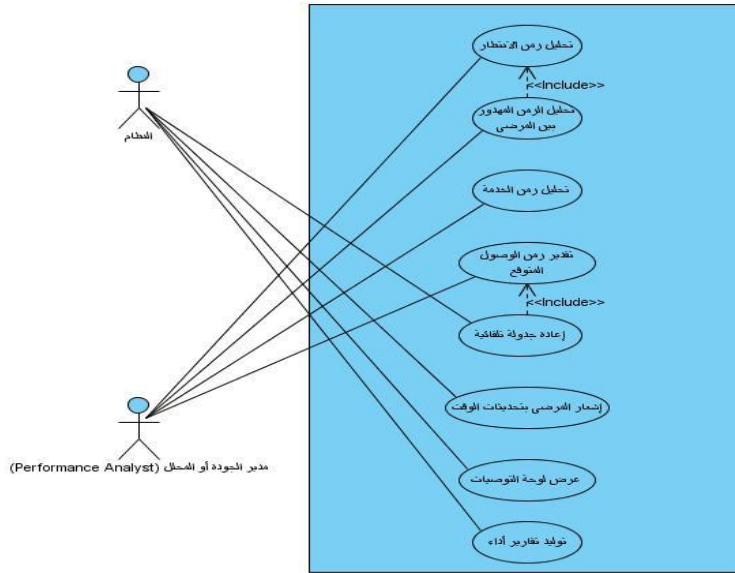 تحليل زمن الانتظار
<<Include>>
تحليل الزمن المهدور
بين المرضى
النظام
تحليل زمن الخدمة
تقدير زمن الوصول
المتوقع
<<Include>>
إعاده جدولة تلقائية
إشعار المرضى بتحديثات الوقت
مدير الجودة أو المحلل (Performance Analyst)
عرض لوحة التوصيات
توليد تقارير أداء